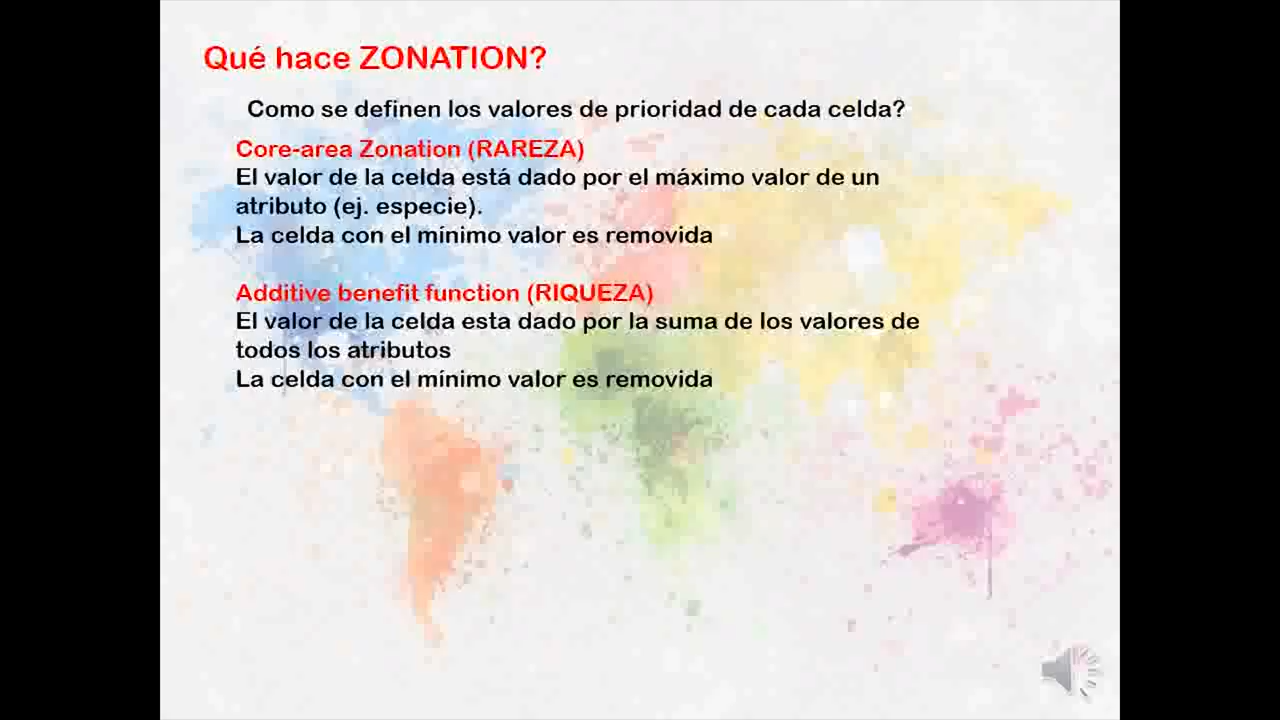 Qué hace ZONATION?
Como se definen los valores de prioridad de cada celda?
Core-area Zonation (RAREZA)
El valor de la celda está dado por el máximo valor de un
atributo (ej. especie).
La celda con el mínimo valor es removida
Additive benefit function (RIQUEZA)
El valor de la celda esta dado por la suma de los valores de
todos los atributos
La celda con el mínimo valor es removida